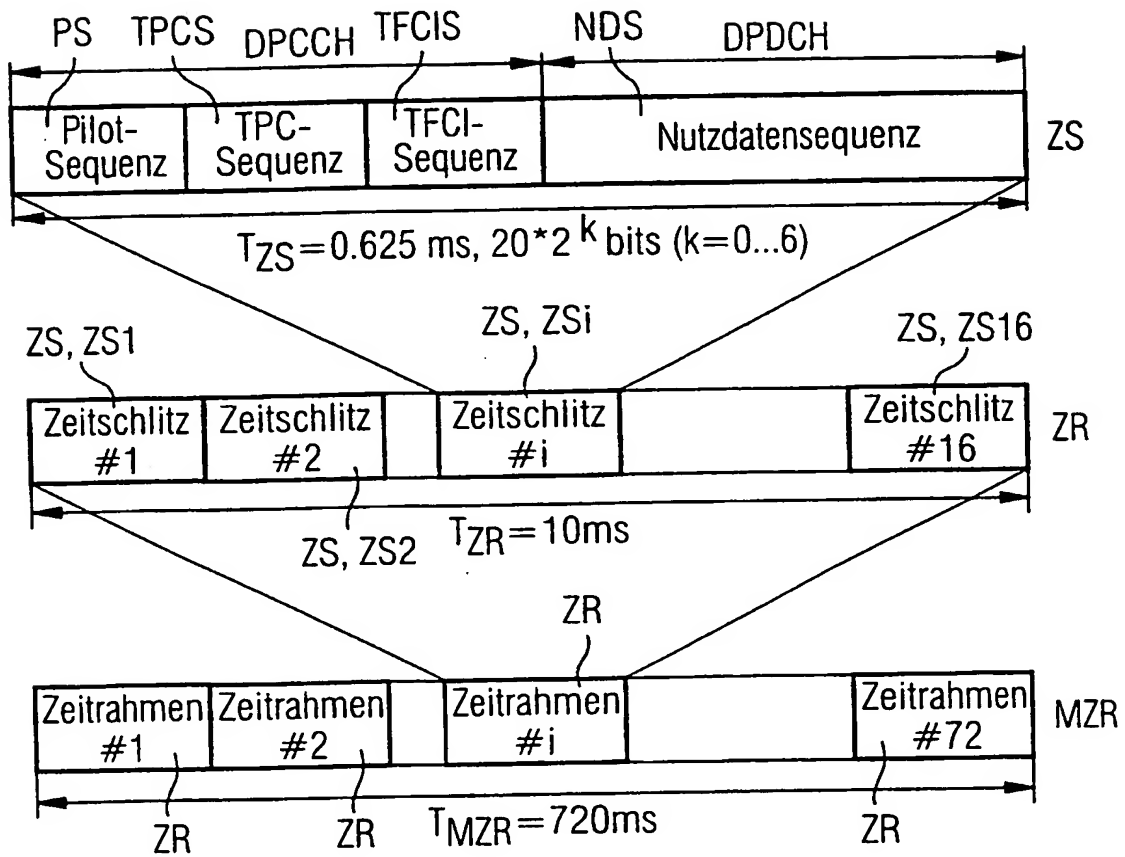 PS TPCS DPCCH TFCIS NDS DPDCH
Pilot-
Sequenz
TPC-
Sequenz
TFCI-
Sequenz
Nutzdatensequenz
ZS
TZS=0.625 ms, 20*2 k bits (k=0...6)
ZS, ZS1
ZS, ZSi
ZS, ZS16
Zeitschlitz
#1
Zeitschlitz
#2
Zeitschlitz
#i
Zeitschlitz
#16
ZR
TZR=10ms
ZS, ZS2
ZR
Zeitrahmen
#1
Zeitrahmen
#2
Zeitrahmen
#i
Zeitrahmen
#72
MZR
TMZR=720ms
ZR
ZR
ZR